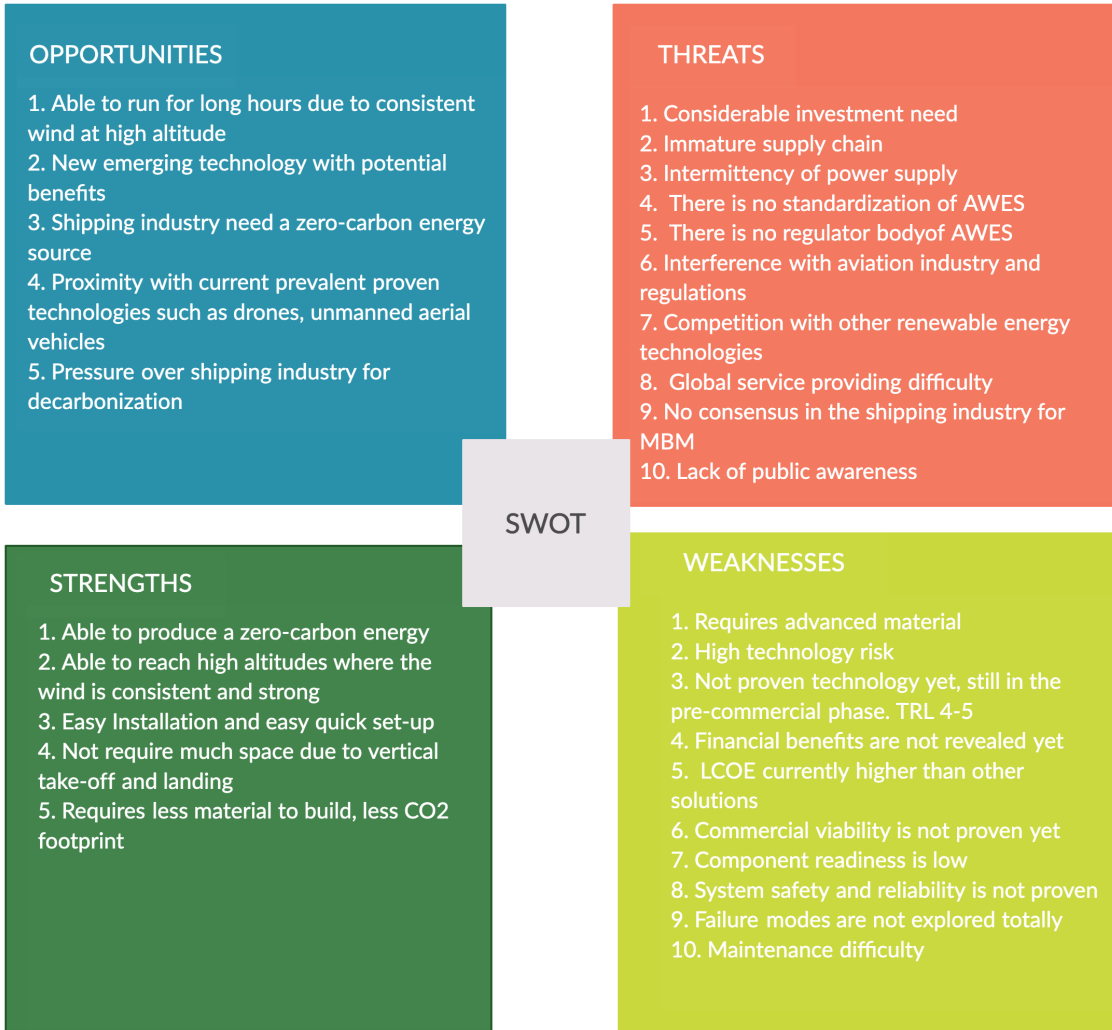 OPPORTUNITIES
1. Able to run for long hours due to consistent
wind at high altitude
2. New emerging technology with potential
benefits
3. Shipping industry need a zero-carbon energy
source
4. Proximity with current prevalent proven
technologies such as drones, unmanned aerial
vehicles
5. Pressure over shipping industry for
decarbonization
THREATS
1. Considerable investment need
2. Immature supply chain
3. Intermittency of power supply
4. There is no standardization of AWES
5. There is no regulator bodyof AWES
6. Interference with aviation industry and
regulations
7. Competition with other renewable energy
technologies
8. Global service providing difficulty
9. No consensus in the shipping industry for
MBM
10. Lack of public awareness
SWOT
STRENGTHS
1. Able to produce a zero-carbon energy
2. Able to reach high altitudes where the
wind is consistent and strong
3. Easy Installation and easy quick set-up
4. Not require much space due to vertical
take-off and landing
5. Requires less material to build, less CO2
footprint
WEAKNESSES
1. Requires advanced material
2. High technology risk
3. Not proven technology yet, still in the
pre-commercial phase. TRL 4-5
4. Financial benefits are not revealed yet
5. LCOE currently higher than other
solutions
6. Commercial viability is not proven yet
7. Component readiness is low
8. System safety and reliability is not proven
9. Failure modes are not explored totally
10. Maintenance difficulty